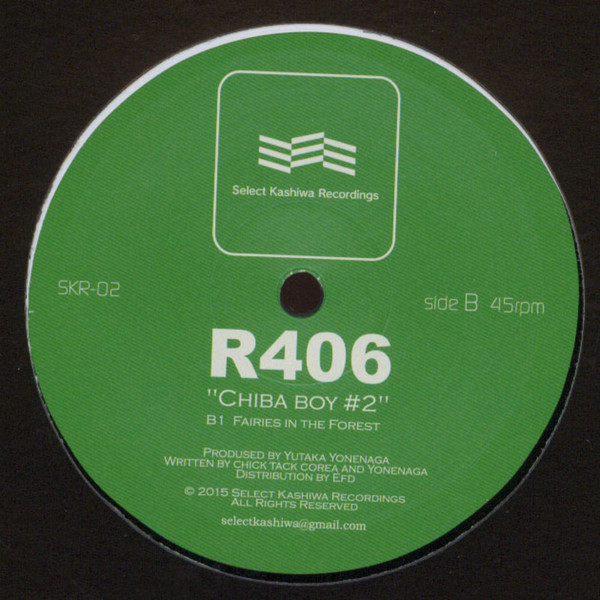 Select Kashiwa Recordings
SKR-02
side B 45rpm
R406
"CHIBA BOY #2"
B1 FAIRIES IN THE FOREST
PRODUSED BY YUTAKA YONENAGA
WRITTEN BY CHICK TACK COREA AND YONENAGA
DISTRIBUTION BY EFD
© 2015 SELECT KASHIWA RECORDINGS
ALL RIGHTS RESERVED
selectkashiwa@gmail.com